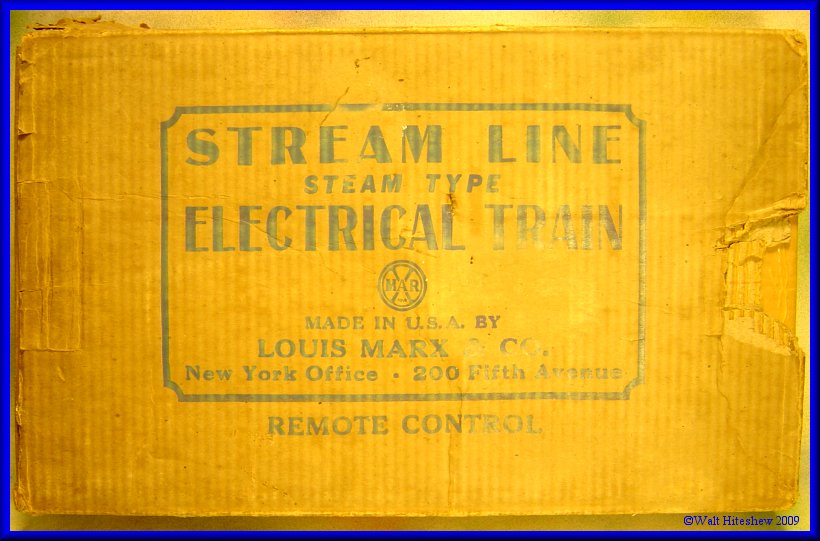 STREAM LINE
STEAM TYPE
ELECTRICAL TRAIN
MAR
MADE IN U.S.A. BY
LOUIS MARX & CO.
New York Office · 200 Fifth Avenue
REMOTE CONTROL
©Walt Hiteshew 2009